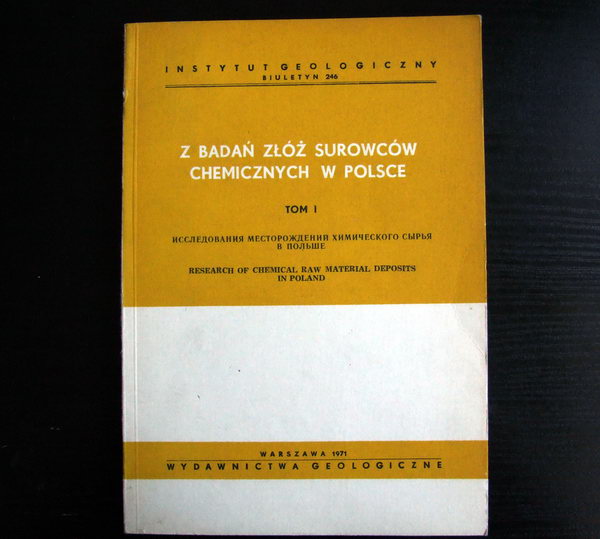 INSTYTUT GEOLOGICZNY
BIULETYN 246
Z BADAŃ ZŁÓŻ SUROWCÓW
CHEMICZNYCH W POLSCE
TOM I
ИССЛЕДОВАНИЯ МЕСТОРОЖДЕНИЙ ХИМИЧЕСКОГО СЫРЬЯ
В ПОЛЬШЕ
RESEARCH OF CHEMICAL RAW MATERIAL DEPOSITS
IN POLAND
WARSZAWA 1971
WYDAWNICTWA GEOLOGICZNE